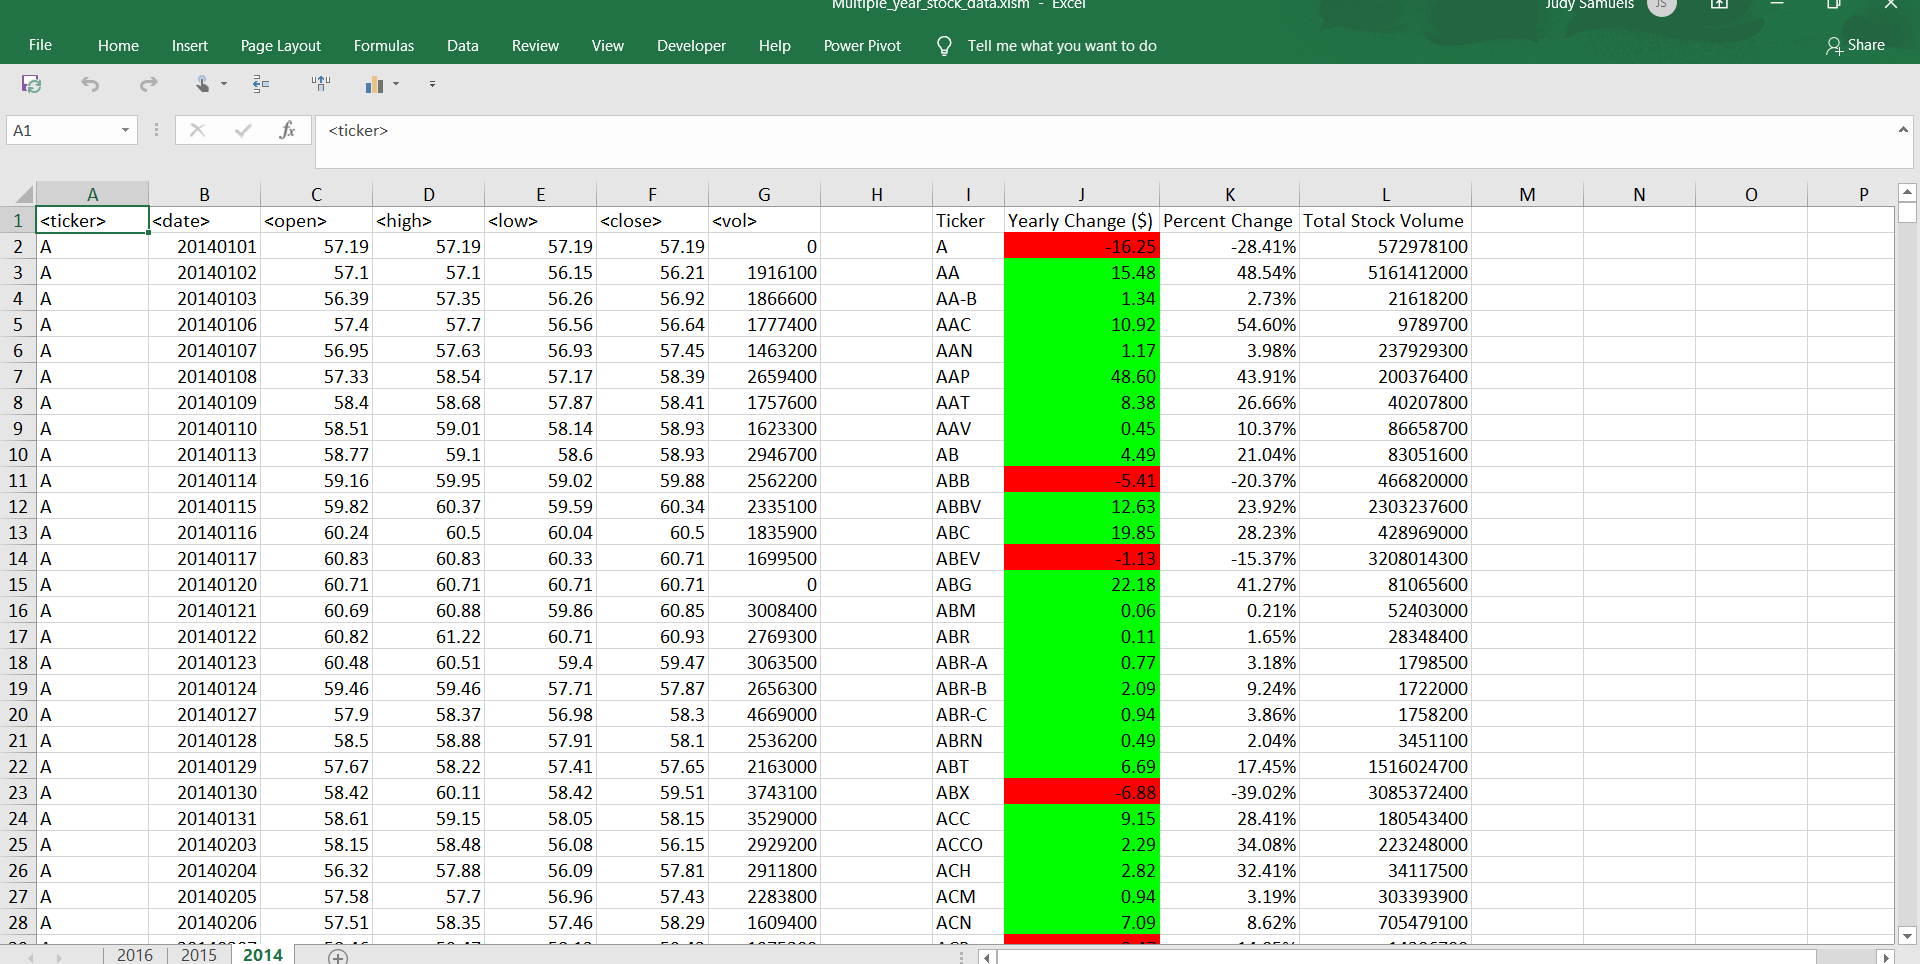 Multiple_year_stock_data.xlsm - Excel Judy Samuels JS
File Home Insert Page Layout Formulas Data Review View Developer Help Power Pivot Tell me what you want to do Share
A1 fx <ticker>
A B C D E F G H I J K L M N O P
1 <ticker> <date> <open> <high> <low> <close> <vol> Ticker Yearly Change ($) Percent Change Total Stock Volume
2 A 20140101 57.19 57.19 57.19 57.19 0 A -16.25 -28.41% 572978100
3 A 20140102 57.1 57.1 56.15 56.21 1916100 AA 15.48 48.54% 5161412000
4 A 20140103 56.39 57.35 56.26 56.92 1866600 AA-B 1.34 2.73% 21618200
5 A 20140106 57.4 57.7 56.56 56.64 1777400 AAC 10.92 54.60% 9789700
6 A 20140107 56.95 57.63 56.93 57.45 1463200 AAN 1.17 3.98% 237929300
7 A 20140108 57.33 58.54 57.17 58.39 2659400 AAP 48.60 43.91% 200376400
8 A 20140109 58.4 58.68 57.87 58.41 1757600 AAT 8.38 26.66% 40207800
9 A 20140110 58.51 59.01 58.14 58.93 1623300 AAV 0.45 10.37% 86658700
10 A 20140113 58.77 59.1 58.6 58.93 2946700 AB 4.49 21.04% 83051600
11 A 20140114 59.16 59.95 59.02 59.88 2562200 ABB -5.41 -20.37% 466820000
12 A 20140115 59.82 60.37 59.59 60.34 2335100 ABBV 12.63 23.92% 2303237600
13 A 20140116 60.24 60.5 60.04 60.5 1835900 ABC 19.85 28.23% 428969000
14 A 20140117 60.83 60.83 60.33 60.71 1699500 ABEV -1.13 -15.37% 3208014300
15 A 20140120 60.71 60.71 60.71 60.71 0 ABG 22.18 41.27% 81065600
16 A 20140121 60.69 60.88 59.86 60.85 3008400 ABM 0.06 0.21% 52403000
17 A 20140122 60.82 61.22 60.71 60.93 2769300 ABR 0.11 1.65% 28348400
18 A 20140123 60.48 60.51 59.4 59.47 3063500 ABR-A 0.77 3.18% 1798500
19 A 20140124 59.46 59.46 57.71 57.87 2656300 ABR-B 2.09 9.24% 1722000
20 A 20140127 57.9 58.37 56.98 58.3 4669000 ABR-C 0.94 3.86% 1758200
21 A 20140128 58.5 58.88 57.91 58.1 2536200 ABRN 0.49 2.04% 3451100
22 A 20140129 57.67 58.22 57.41 57.65 2163000 ABT 6.69 17.45% 1516024700
23 A 20140130 58.42 60.11 58.42 59.51 3743100 ABX -6.88 -39.02% 3085372400
24 A 20140131 58.61 59.15 58.05 58.15 3529000 ACC 9.15 28.41% 180543400
25 A 20140203 58.15 58.48 56.08 56.15 2929200 ACCO 2.29 34.08% 223248000
26 A 20140204 56.32 57.88 56.09 57.81 2911800 ACH 2.82 32.41% 34117500
27 A 20140205 57.58 57.7 56.96 57.43 2283800 ACM 0.94 3.19% 303393900
28 A 20140206 57.51 58.35 57.46 58.29 1609400 ACN 7.09 8.62% 705479100
2016 2015 2014